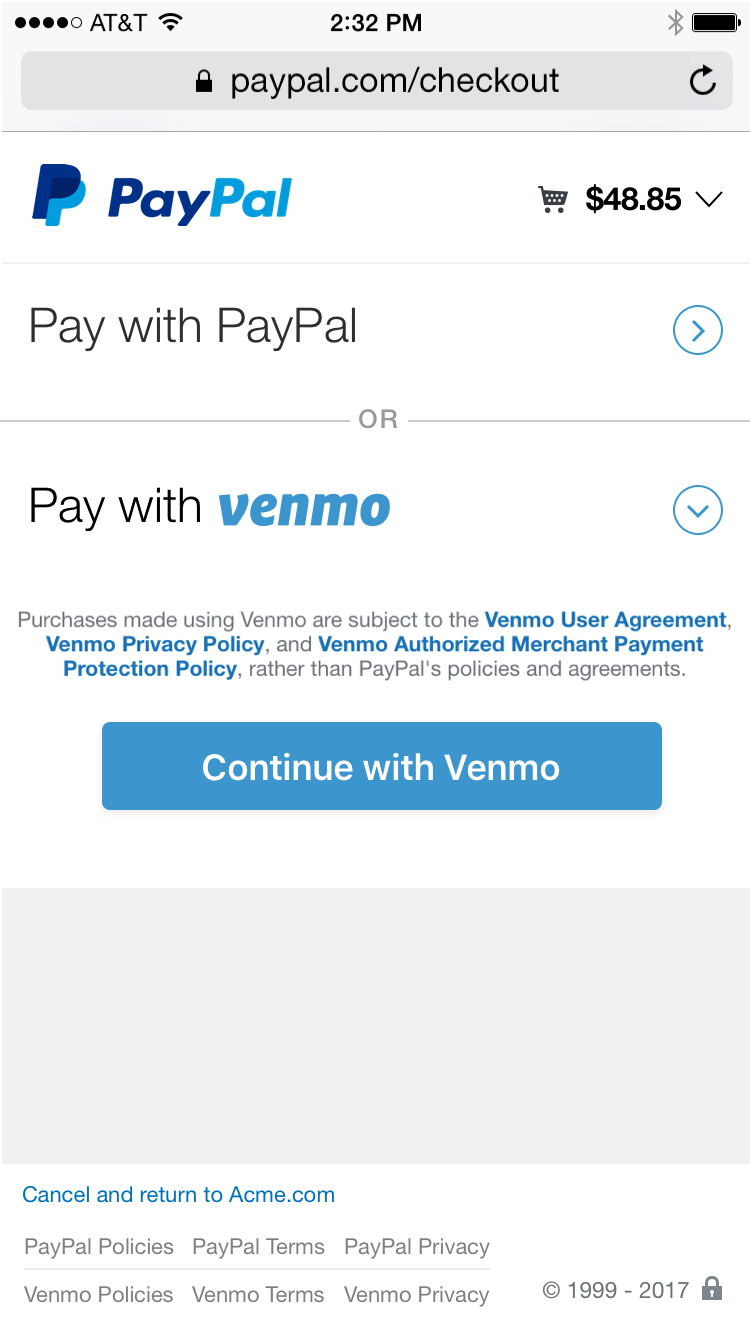 AT&T 2:32 PM
paypal.com/checkout
PayPal $48.85
Pay with PayPal
OR
Pay with venmo
Purchases made using Venmo are subject to the Venmo User Agreement,
Venmo Privacy Policy, and Venmo Authorized Merchant Payment
Protection Policy, rather than PayPal's policies and agreements.
Continue with Venmo
Cancel and return to Acme.com
PayPal Policies PayPal Terms PayPal Privacy
Venmo Policies Venmo Terms Venmo Privacy
© 1999 - 2017